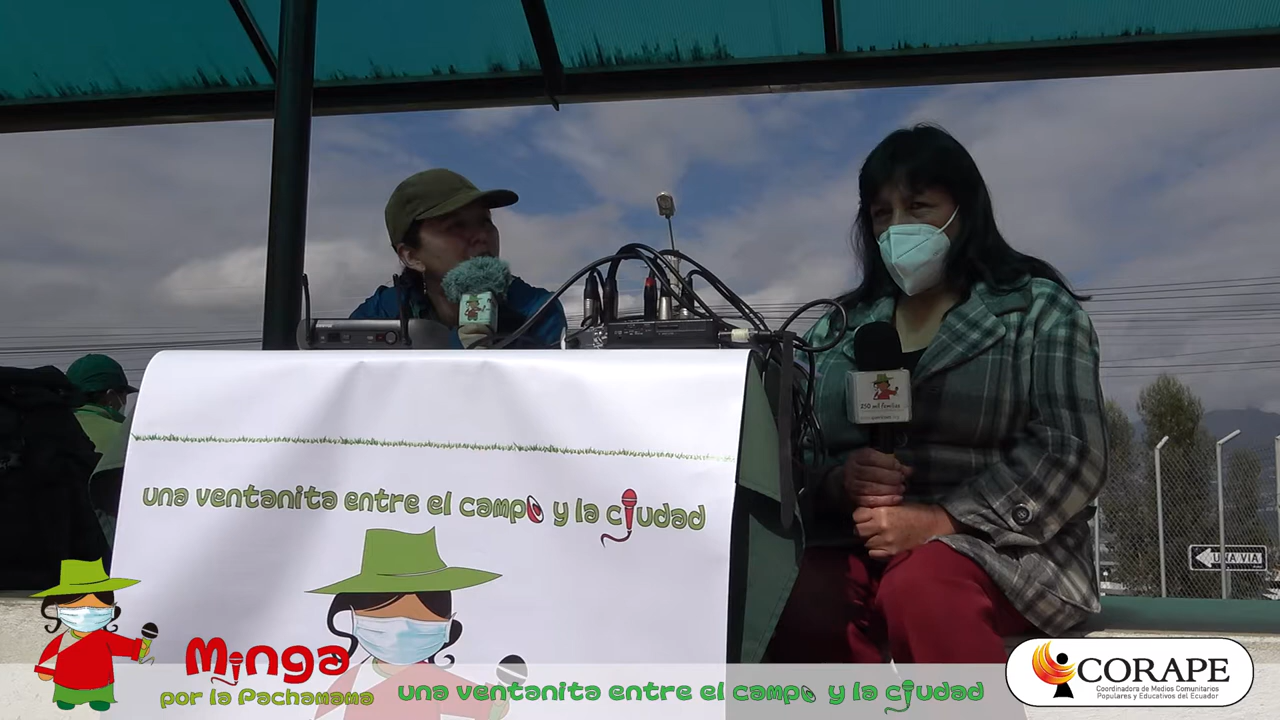 250 mil familias
una ventanita entre el campo y la ciudad
UNA VIA
Minga
por la Pachamama
una ventanita entre el campo y la ciudad
CORAPE
Coordinadora de Medios Comunitarios
Populares y Educativos del Ecuador